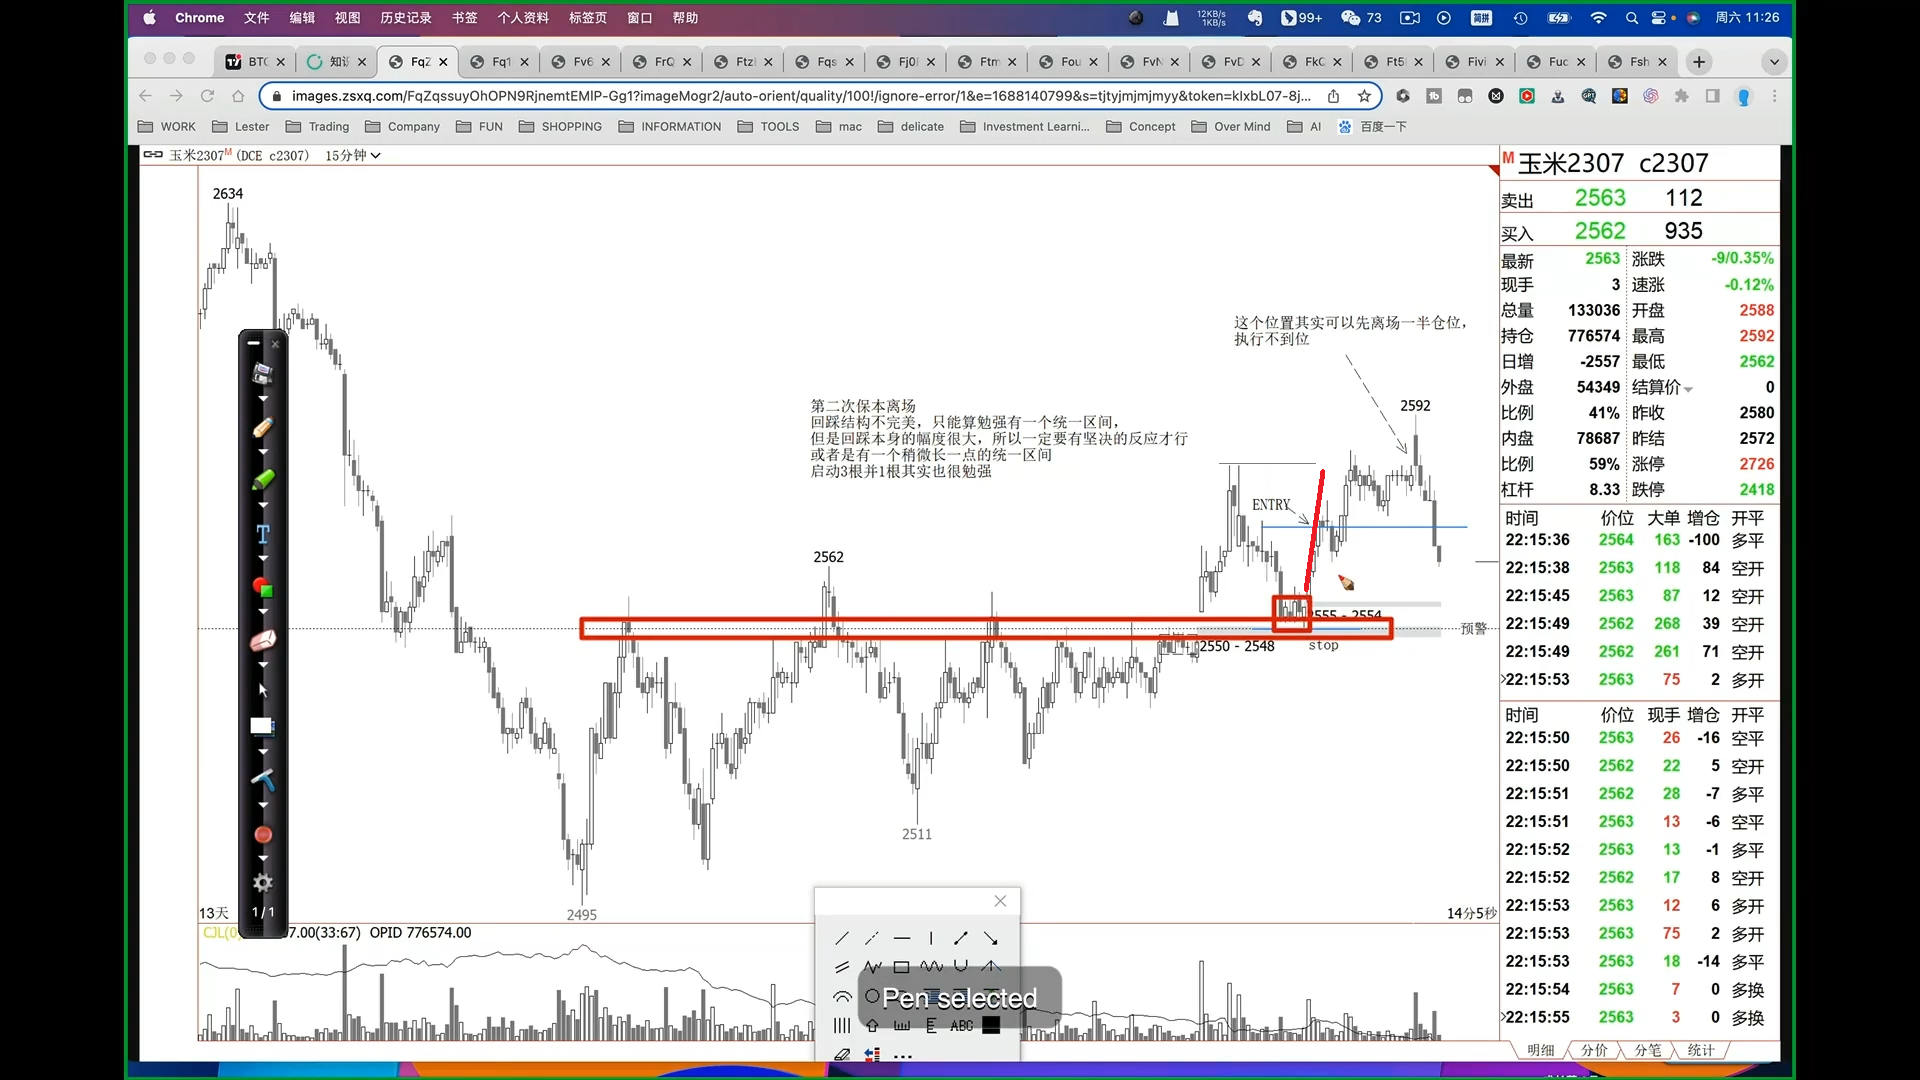 Chrome 文件 编辑 视图 历史记录 书签 个人资料 标签页 窗口 帮助 12KB/s 1KB/s 99+ 73 简拼 周六 11:26
BTC 知识 FqZ Fq1 Fv6 FrQ Ftzl Fqs Fj0l Ftm Fou FvN FvD FkC Ft5l Fivi Fuc Fsh
images.zsxq.com/FqZqssuyOhOPN9RjnemtEMIP-Gg1?imageMogr2/auto-orient/quality/100!/ignore-error/1&e=1688140799&s=tjtyjmjmjmyy&token=kIxbL07-8j...
WORK Lester Trading Company FUN SHOPPING INFORMATION TOOLS mac delicate Investment Learni... Concept Over Mind AI 百度一下
玉米2307M (DCE c2307) 15分钟
2634
这个位置其实可以先离场一半仓位，
执行不到位
2592
第二次保本离场
回踩结构不完美，只能算勉强有一个统一区间，
但是回踩本身的幅度很大，所以一定要有坚决的反应才行
或者是有一个稍微长一点的统一区间
启动3根并1根其实也很勉强
ENTRY
2562
2555 - 2554
预警
2550 - 2548
stop
2511
2495
13天
14分5秒
1/1
CJL(0, 07.00(33:67) OPID 776574.00
Pen selected
ABC
M 玉米2307 c2307
卖出 2563 112
买入 2562 935
最新 2563 涨跌 -9/0.35%
现手 3 速涨 -0.12%
总量 133036 开盘 2588
持仓 776574 最高 2592
日增 -2557 最低 2562
外盘 54349 结算价 0
比例 41% 昨收 2580
内盘 78687 昨结 2572
比例 59% 涨停 2726
杠杆 8.33 跌停 2418
时间 价位 大单 增仓 开平
22:15:36 2564 163 -100 多平
22:15:38 2563 118 84 空开
22:15:45 2563 87 12 空开
22:15:49 2562 268 39 空开
22:15:49 2562 261 71 空开
22:15:53 2563 75 2 多开
时间 价位 现手 增仓 开平
22:15:50 2563 26 -16 空平
22:15:50 2562 22 5 空开
22:15:51 2562 28 -7 多平
22:15:51 2563 13 -6 空平
22:15:52 2563 13 -1 多平
22:15:52 2562 17 8 空开
22:15:53 2563 12 6 多开
22:15:53 2563 75 2 多开
22:15:53 2563 18 -14 多平
22:15:54 2563 7 0 多换
22:15:55 2563 3 0 多换
明细 分价 分笔 统计